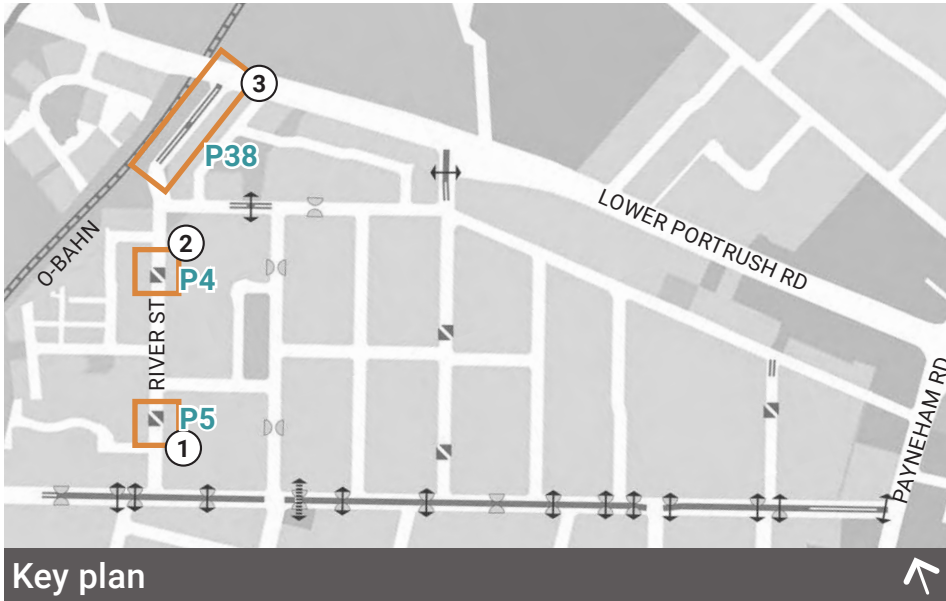 3
P38
LOWER PORTRUSH RD
O-BAHN
2
P4
RIVER ST
P5
1
PAYNEHAM RD
Key plan